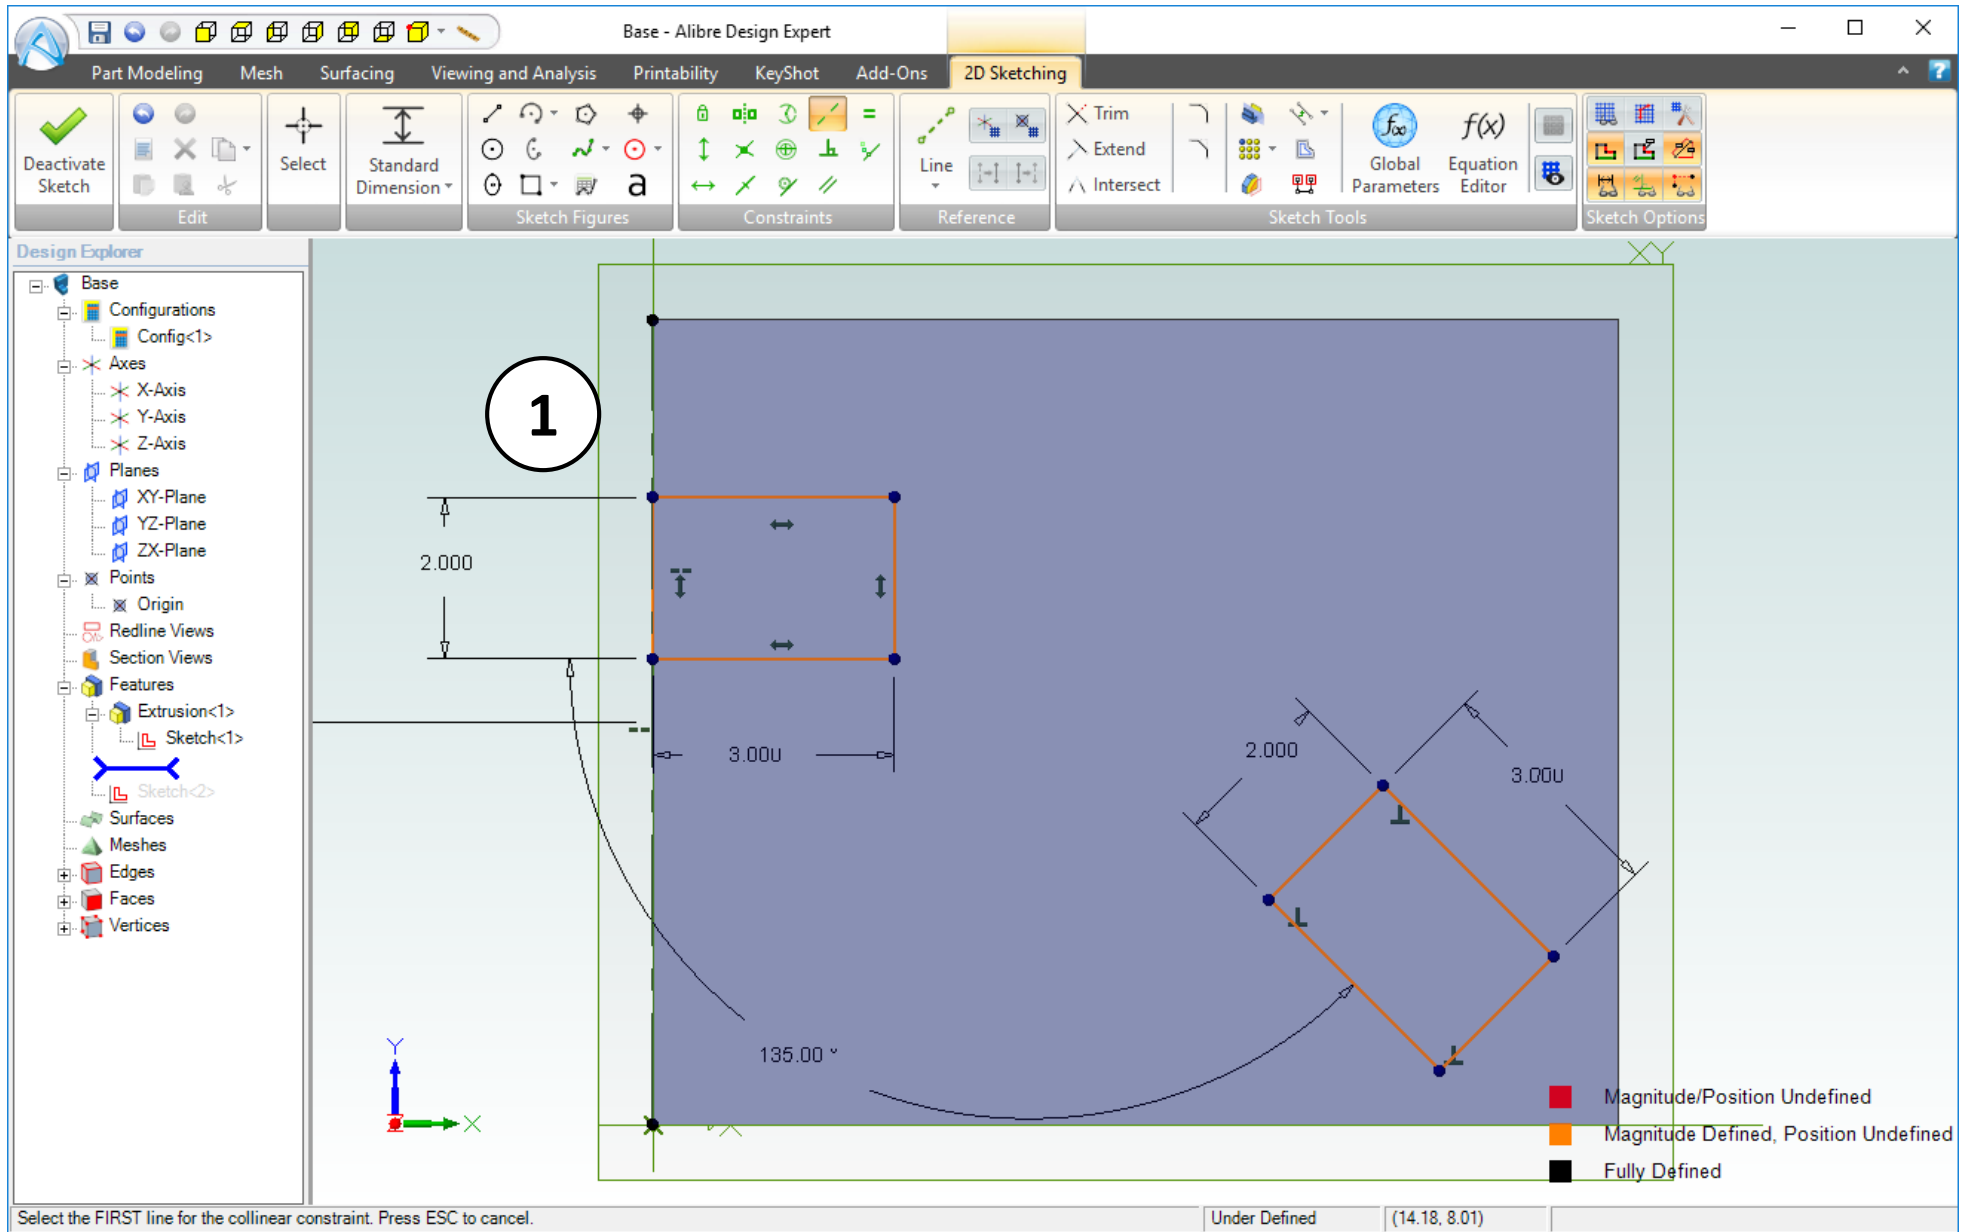 Base - Alibre Design Expert
Part Modeling Mesh Surfacing Viewing and Analysis Printability KeyShot Add-Ons 2D Sketching
Deactivate Sketch
Edit
Select
Standard Dimension
a
Sketch Figures
Constraints
Line
Reference
Trim
Extend
Intersect
f∞
Global Parameters
f(x)
Equation Editor
Sketch Tools
Sketch Options
Design Explorer
Base
Configurations
Config<1>
Axes
X-Axis
Y-Axis
Z-Axis
Planes
XY-Plane
YZ-Plane
ZX-Plane
Points
Origin
Redline Views
Section Views
Features
Extrusion<1>
Sketch<1>
Sketch<2>
Surfaces
Meshes
Edges
Faces
Vertices
XY
1
2.000
3.00U
2.000
3.00U
135.00 °
Y
X
X
Magnitude/Position Undefined
Magnitude Defined, Position Undefined
Fully Defined
Select the FIRST line for the collinear constraint. Press ESC to cancel.
Under Defined
(14.18, 8.01)